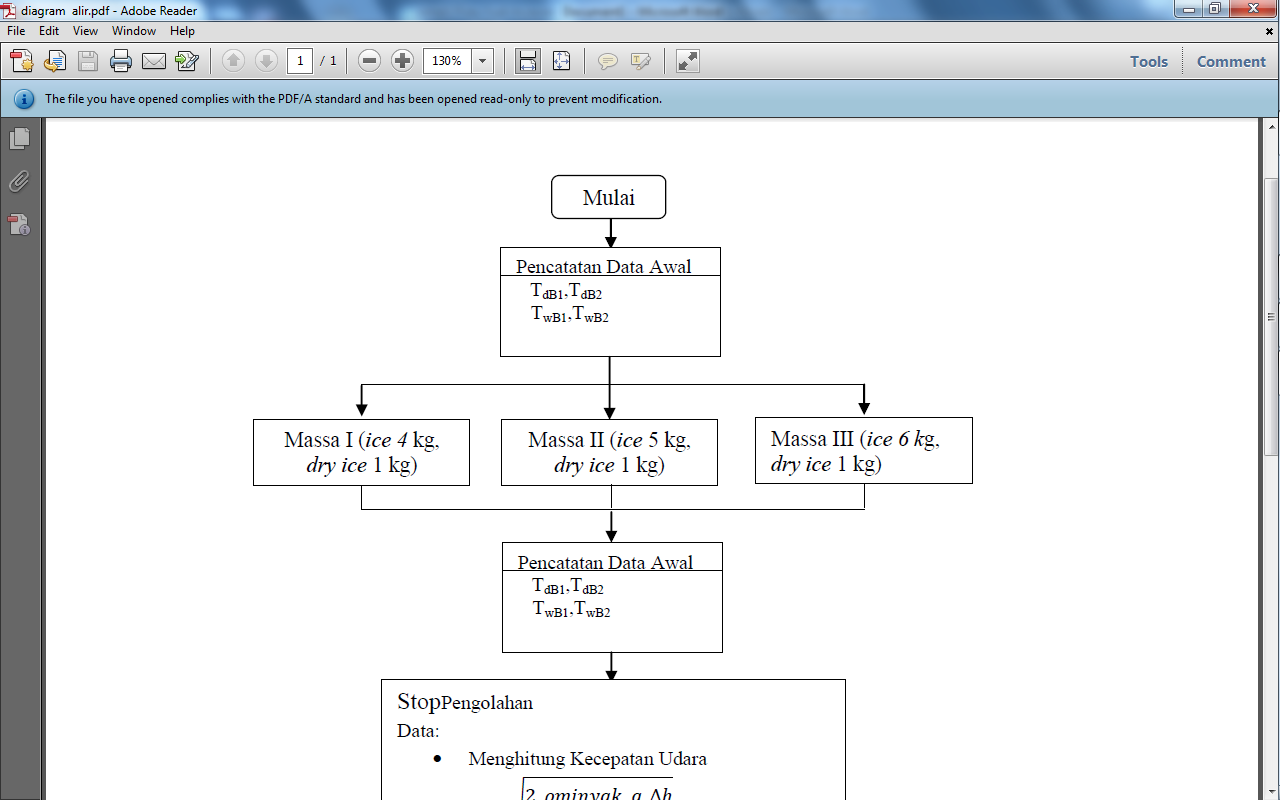 diagram alir.pdf - Adobe Reader
File Edit View Window Help
1 / 1 130% Tools Comment
The file you have opened complies with the PDF/A standard and has been opened read-only to prevent modification.
Mulai
Pencatatan Data Awal
TdB1,TdB2
TwB1,TwB2
Massa I (ice 4 kg,
dry ice 1 kg)
Massa II (ice 5 kg,
dry ice 1 kg)
Massa III (ice 6 kg,
dry ice 1 kg)
Pencatatan Data Awal
TdB1,TdB2
TwB1,TwB2
StopPengolahan
Data:
• Menghitung Kecepatan Udara